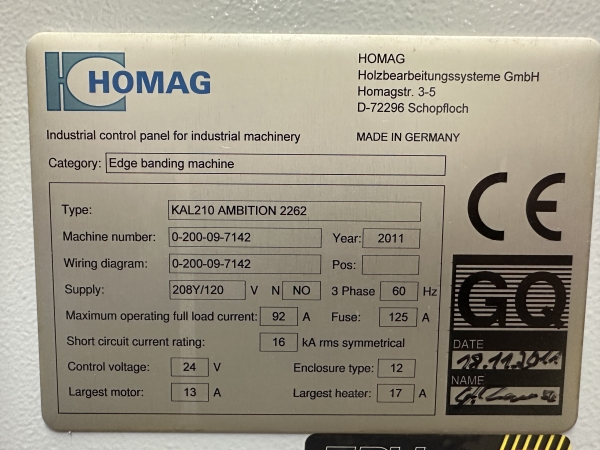 HOMAG
HOMAG
Holzbearbeitungssysteme GmbH
Homagstr. 3-5
D-72296 Schopfloch
Industrial control panel for industrial machinery MADE IN GERMANY
Category: Edge banding machine
CE
Type: KAL210 AMBITION 2262
Machine number: 0-200-09-7142 Year: 2011
Wiring diagram: 0-200-09-7142 Pos:
Supply: 208Y/120 V N NO 3 Phase 60 Hz
Maximum operating full load current: 92 A Fuse: 125 A
Short circuit current rating: 16 kA rms symmetrical
Control voltage: 24 V Enclosure type: 12
Largest motor: 13 A Largest heater: 17 A
GQ
DATE
18.11.2011
NAME